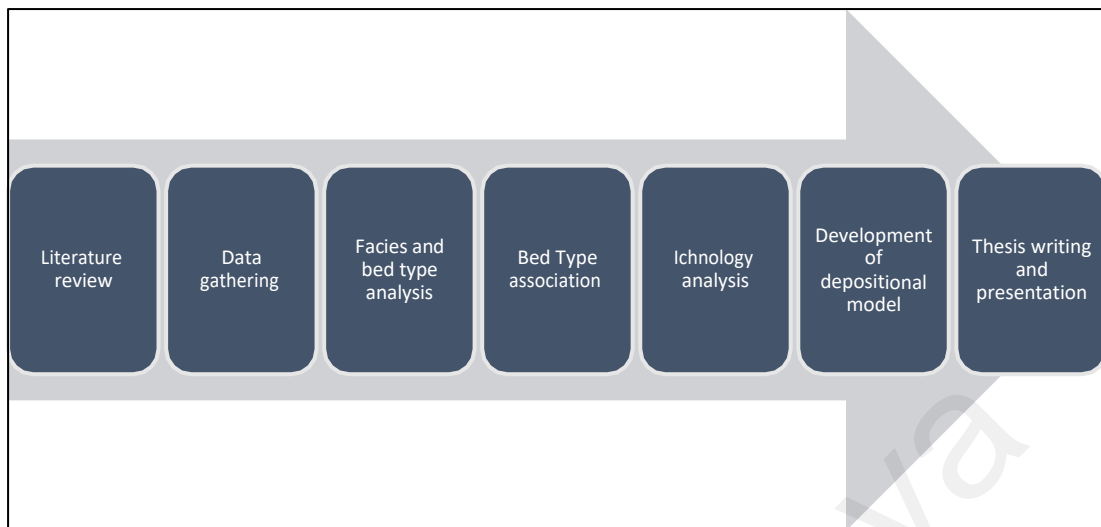 Literature
review
Data
gathering
Facies and
bed type
analysis
Bed Type
association
Ichnology
analysis
Development
of
depositional
model
Thesis writing
and
presentation
ya